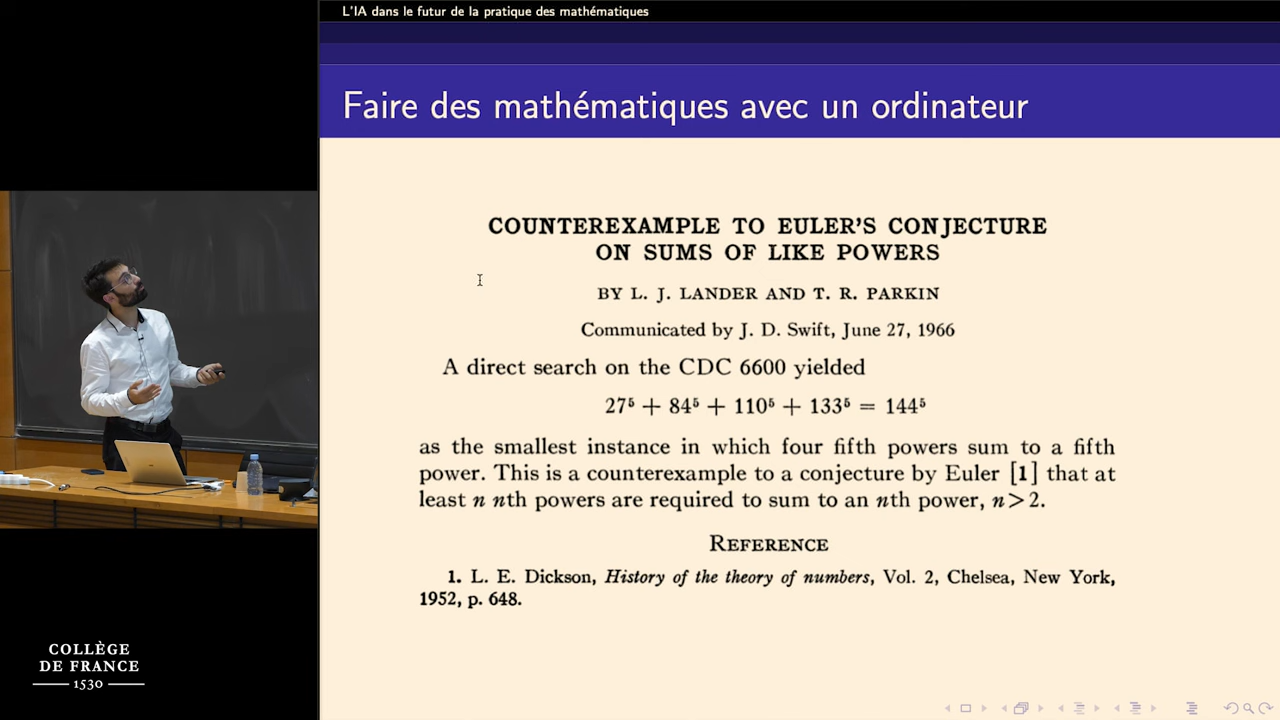 L'IA dans le futur de la pratique des mathématiques
Faire des mathématiques avec un ordinateur
COUNTEREXAMPLE TO EULER'S CONJECTURE
ON SUMS OF LIKE POWERS
BY L. J. LANDER AND T. R. PARKIN
Communicated by J. D. Swift, June 27, 1966
A direct search on the CDC 6600 yielded
27⁵ + 84⁵ + 110⁵ + 133⁵ = 144⁵
as the smallest instance in which four fifth powers sum to a fifth
power. This is a counterexample to a conjecture by Euler [1] that at
least n nth powers are required to sum to an nth power, n>2.
REFERENCE
1. L. E. Dickson, History of the theory of numbers, Vol. 2, Chelsea, New York,
1952, p. 648.
COLLÈGE
DE FRANCE
1530